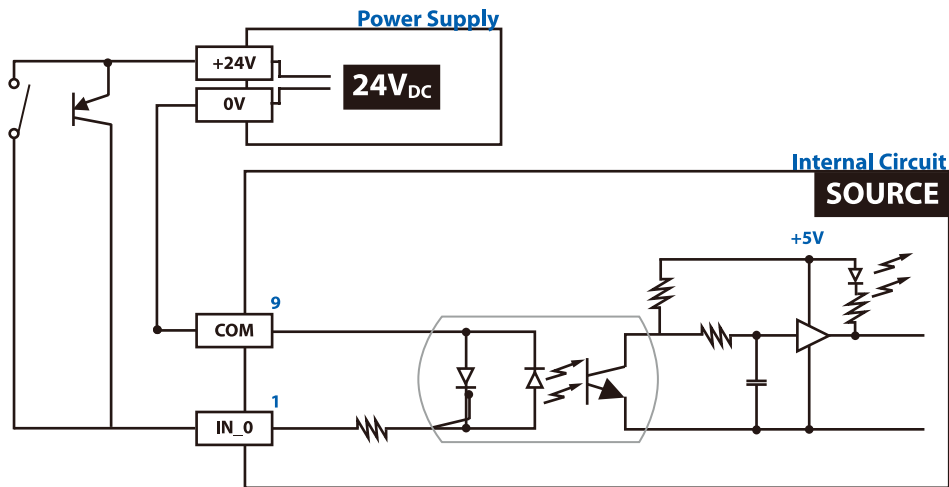 Power Supply
+24V
24VDC
0V
Internal Circuit
SOURCE
+5V
9
COM
1
IN_0